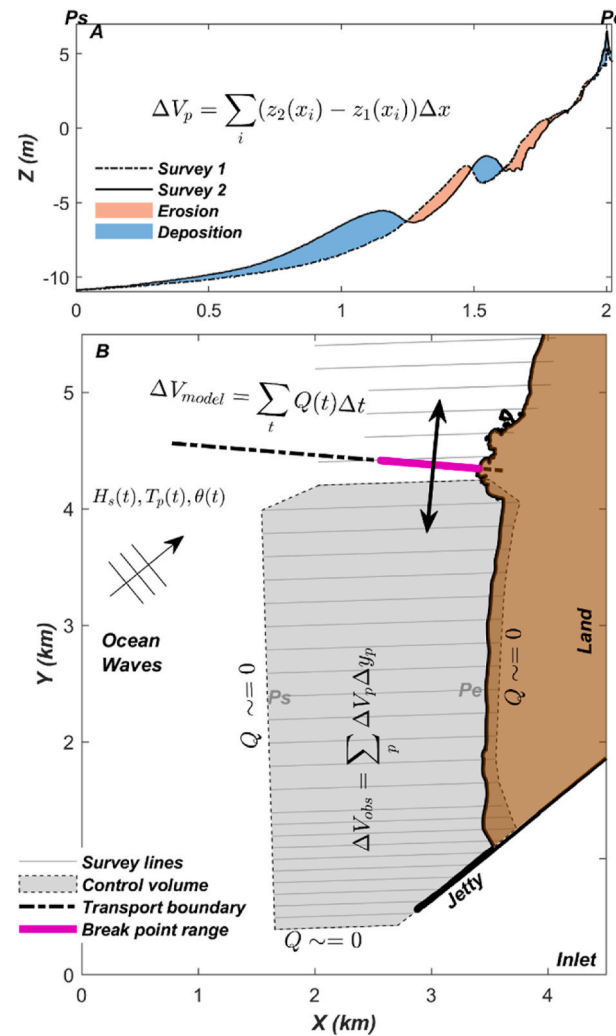 Ps Pe
A
ΔV_p = ∑_i (z_2(x_i) − z_1(x_i))Δx
Z (m)
5
0
-5
-10
Survey 1
Survey 2
Erosion
Deposition
0 0.5 1 1.5 2
B
ΔV_model = ∑_t Q(t)Δt
H_s(t), T_p(t), θ(t)
Ocean
Waves
Y (km)
5
4
3
2
1
0
Q ~= 0
Ps
ΔV_obs = ∑_p ΔV_p Δy_p
Pe
Q ~= 0
Land
Survey lines
Control volume
Transport boundary
Break point range
Jetty
Q ~= 0
Inlet
0 1 2 3 4
X (km)